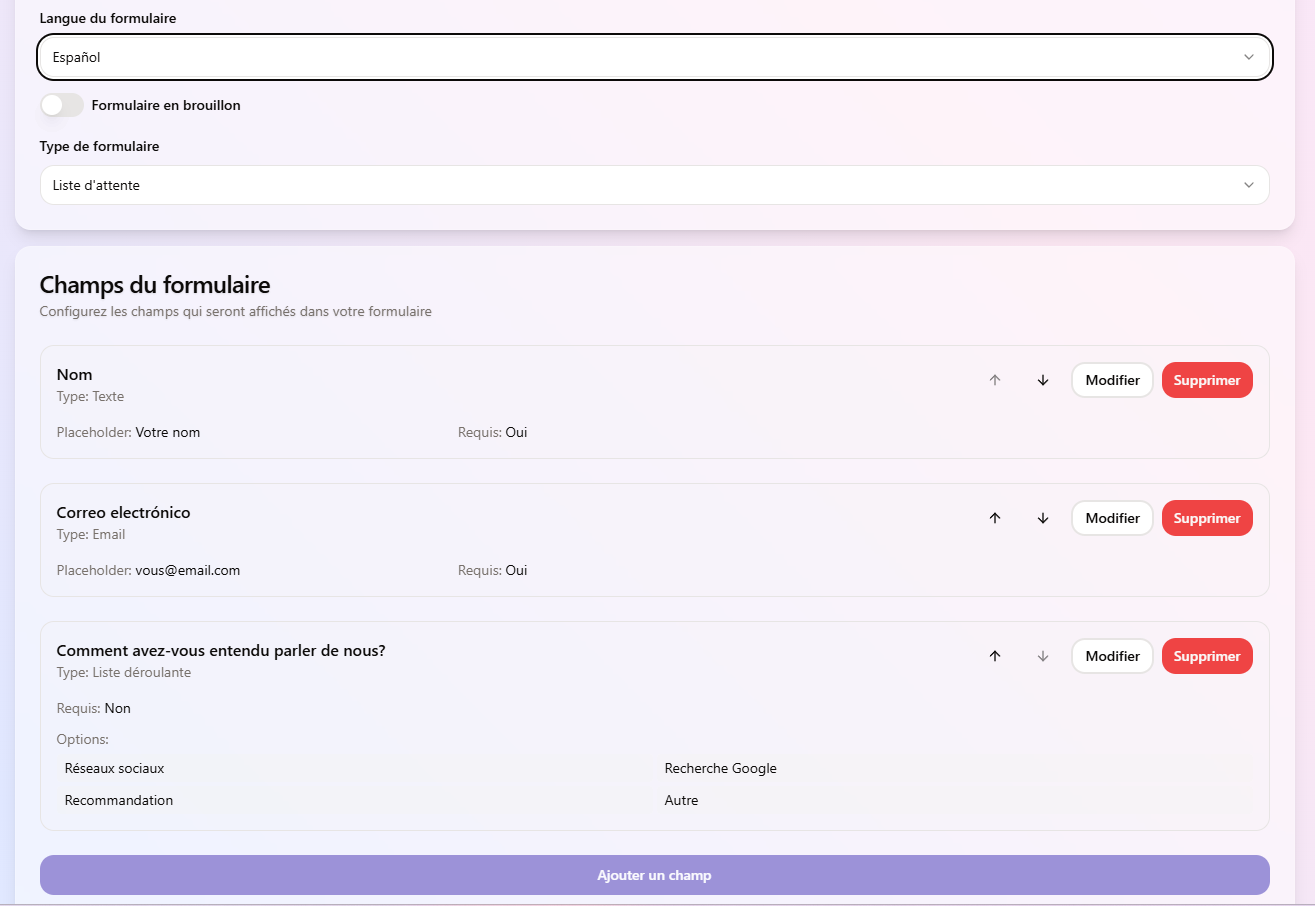 Langue du formulaire
Español
Formulaire en brouillon
Type de formulaire
Liste d'attente
Champs du formulaire
Configurez les champs qui seront affichés dans votre formulaire
Nom
Modifier
Supprimer
Type: Texte
Placeholder: Votre nom
Requis: Oui
Correo electrónico
Modifier
Supprimer
Type: Email
Placeholder: vous@email.com
Requis: Oui
Comment avez-vous entendu parler de nous?
Modifier
Supprimer
Type: Liste déroulante
Requis: Non
Options:
Réseaux sociaux
Recherche Google
Recommandation
Autre
Ajouter un champ